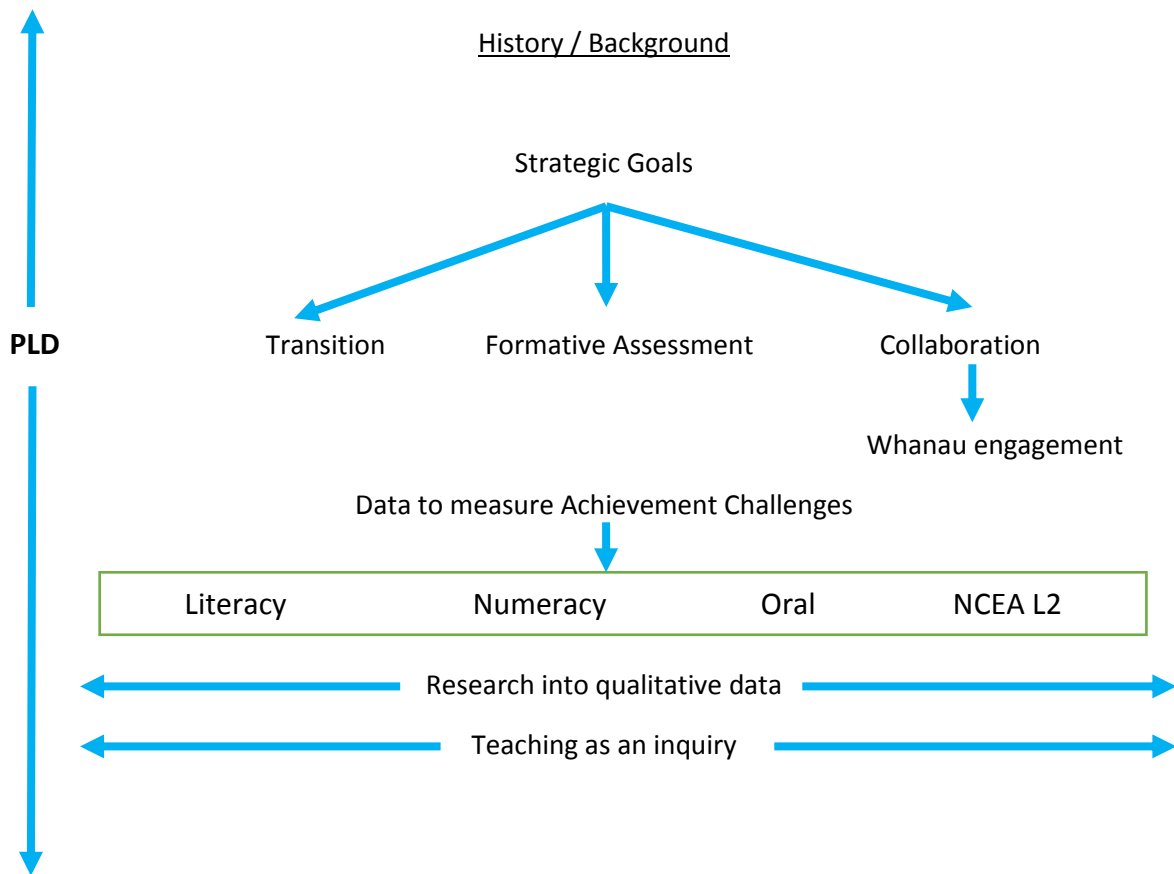 History / Background
Strategic Goals
PLD
Transition
Formative Assessment
Collaboration
Whanau engagement
Data to measure Achievement Challenges
Literacy
Numeracy
Oral
NCEA L2
Research into qualitative data
Teaching as an inquiry